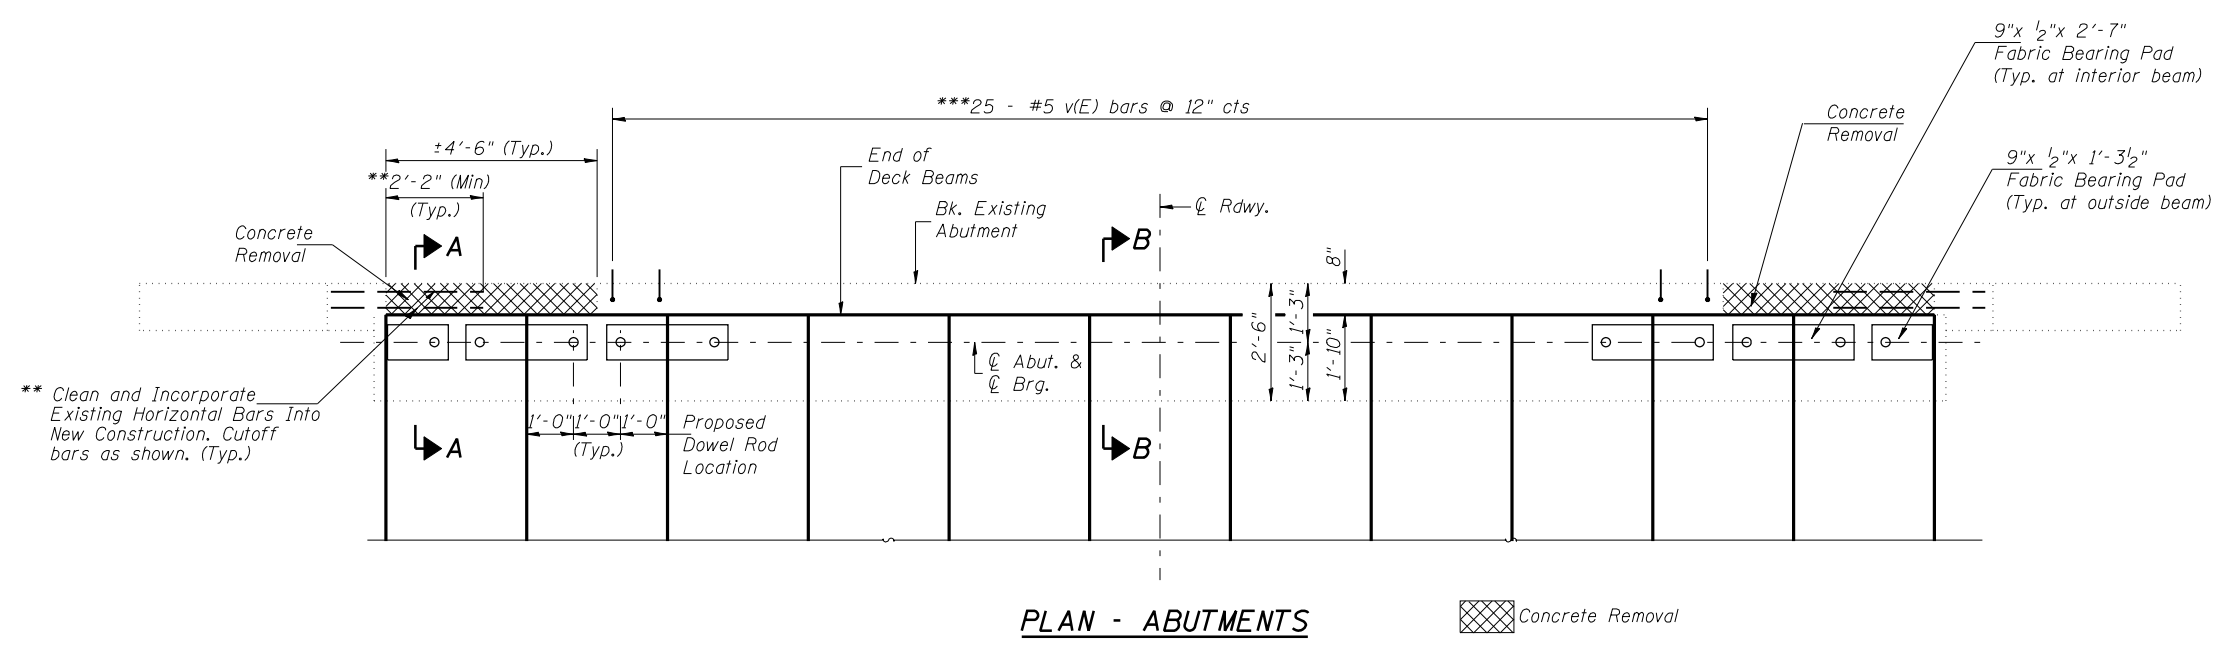 9"x 1/2"x 2'-7"
Fabric Bearing Pad
(Typ. at interior beam)
***25 - #5 v(E) bars @ 12" cts
Concrete
Removal
±4'-6" (Typ.)
End of
Deck Beams
9"x 1/2"x 1'-3 1/2"
Fabric Bearing Pad
(Typ. at outside beam)
**2'-2" (Min)
(Typ.)
Bk. Existing
Abutment
℄ Rdwy.
Concrete
Removal
A
B
8"
2'-6"
1'-3"
1'-3"
1'-10"
℄ Abut. &
℄ Brg.
** Clean and Incorporate
Existing Horizontal Bars Into
New Construction. Cutoff
bars as shown. (Typ.)
1'-0" 1'-0" 1'-0"
(Typ.)
Proposed
Dowel Rod
Location
A
B
PLAN - ABUTMENTS
Concrete Removal